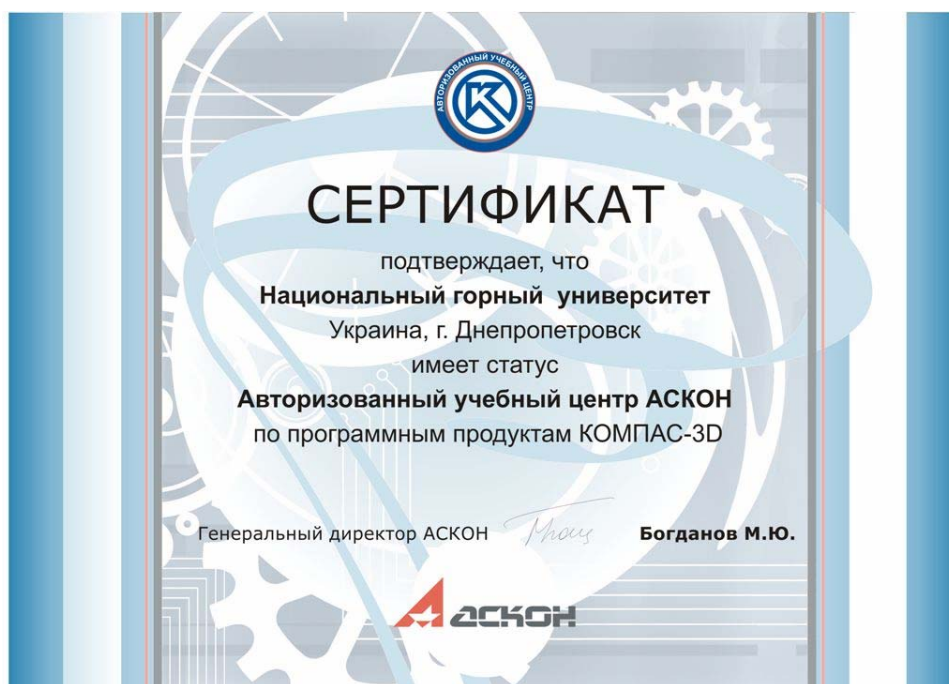 АВТОРИЗОВАННЫЙ УЧЕБНЫЙ ЦЕНТР
К
СЕРТИФИКАТ
подтверждает, что
Национальный горный университет
Украина, г. Днепропетровск
имеет статус
Авторизованный учебный центр АСКОН
по программным продуктам КОМПАС-3D
Генеральный директор АСКОН Богданов М.Ю.
АСКОН